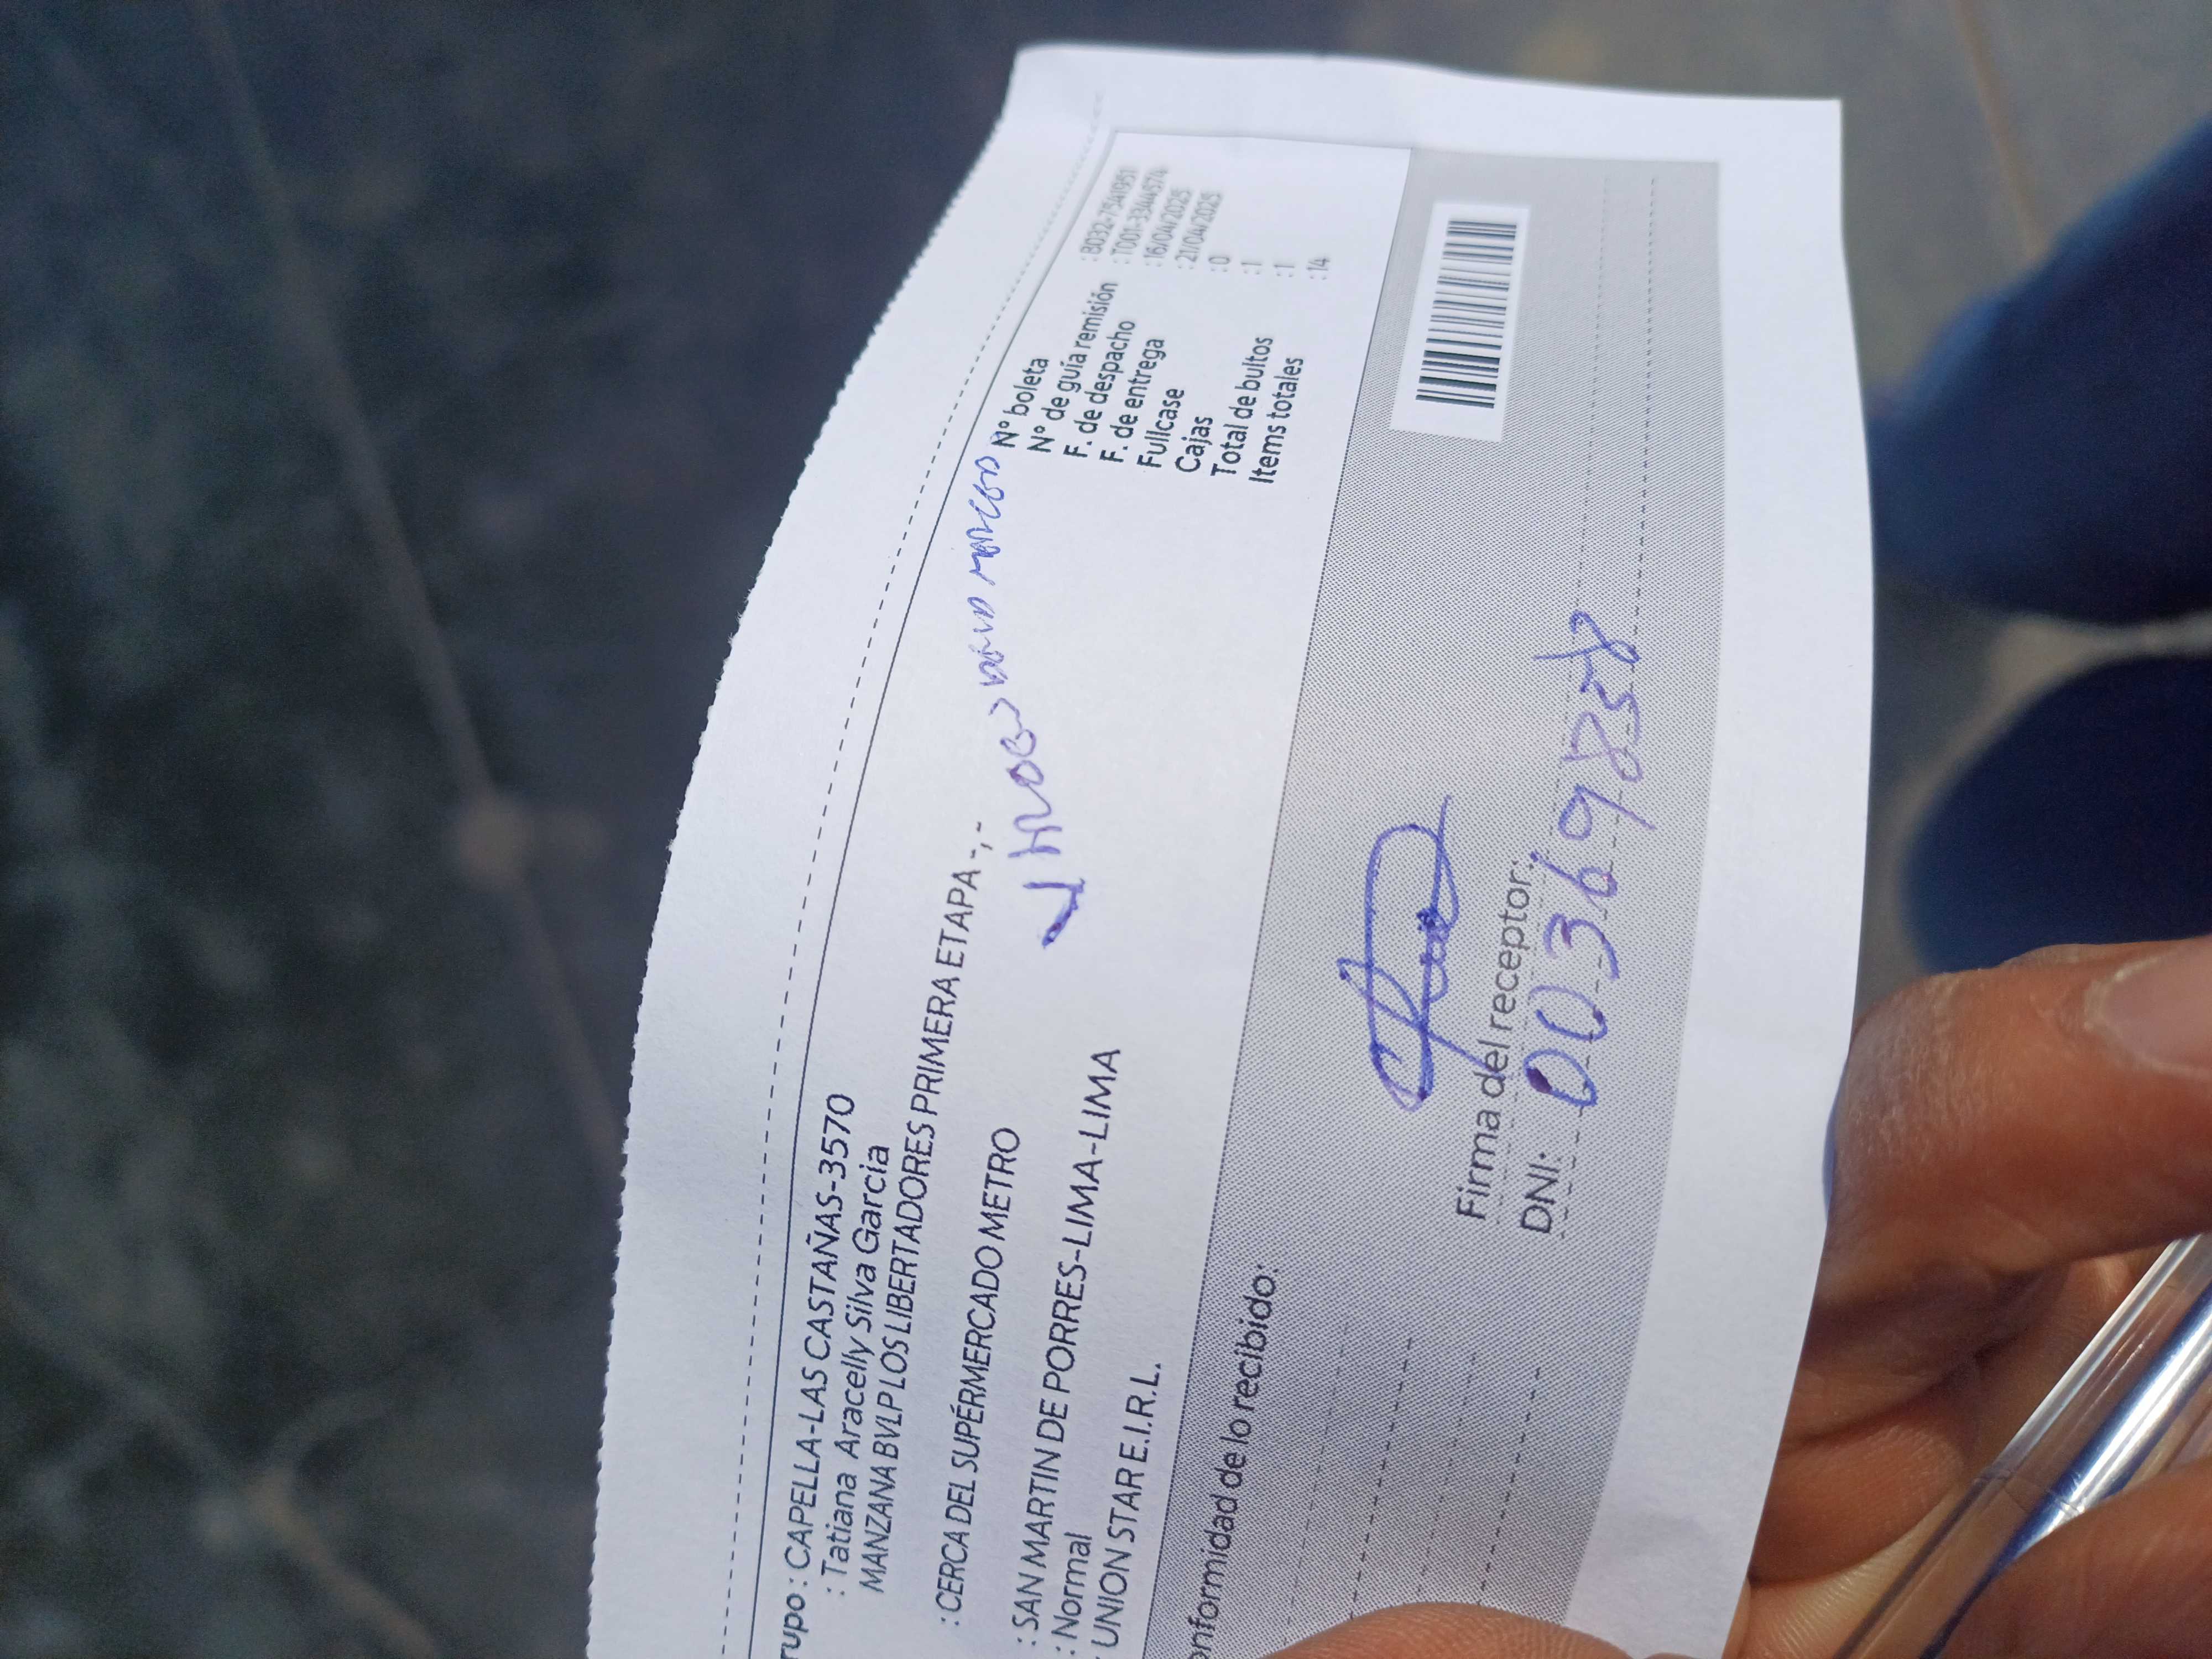 rupo : CAPELLA-LAS CASTAÑAS-3570
: Tatiana Aracelly Silva Garcia
MANZANA BVLP LOS LIBERTADORES PRIMERA ETAPA -, -
: CERCA DEL SUPÉRMERCADO METRO
: SAN MARTIN DE PORRES-LIMA-LIMA
: Normal
UNION STAR E.I.R.L.
N° boleta
N° de guía remisión
F. de despacho :16/04/2025
F. de entrega :21/04/2025
Fullcase :0
Cajas :1
Total de bultos :1
Items totales :14
onformidad de lo recibido:
Firma del receptor:
DNI: 00369858